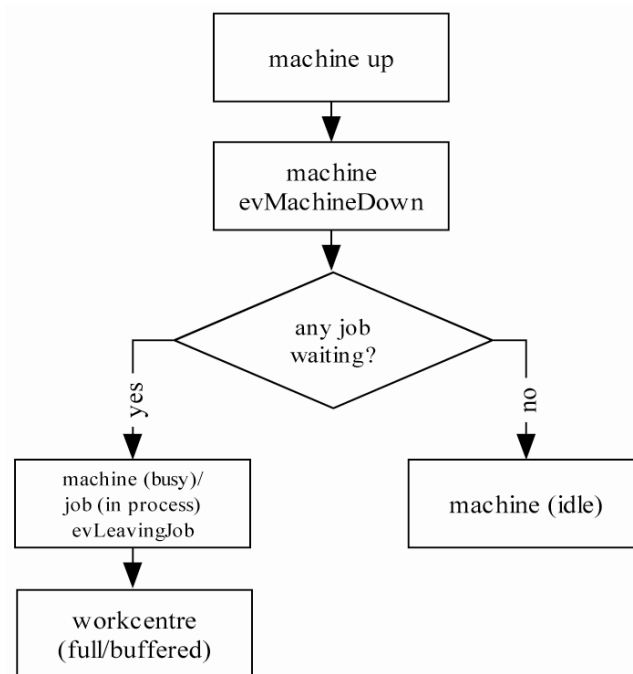 machine up
machine
evMachineDown
any job
waiting?
yes
no
machine (busy)/
job (in process)
evLeavingJob
machine (idle)
workcentre
(full/buffered)